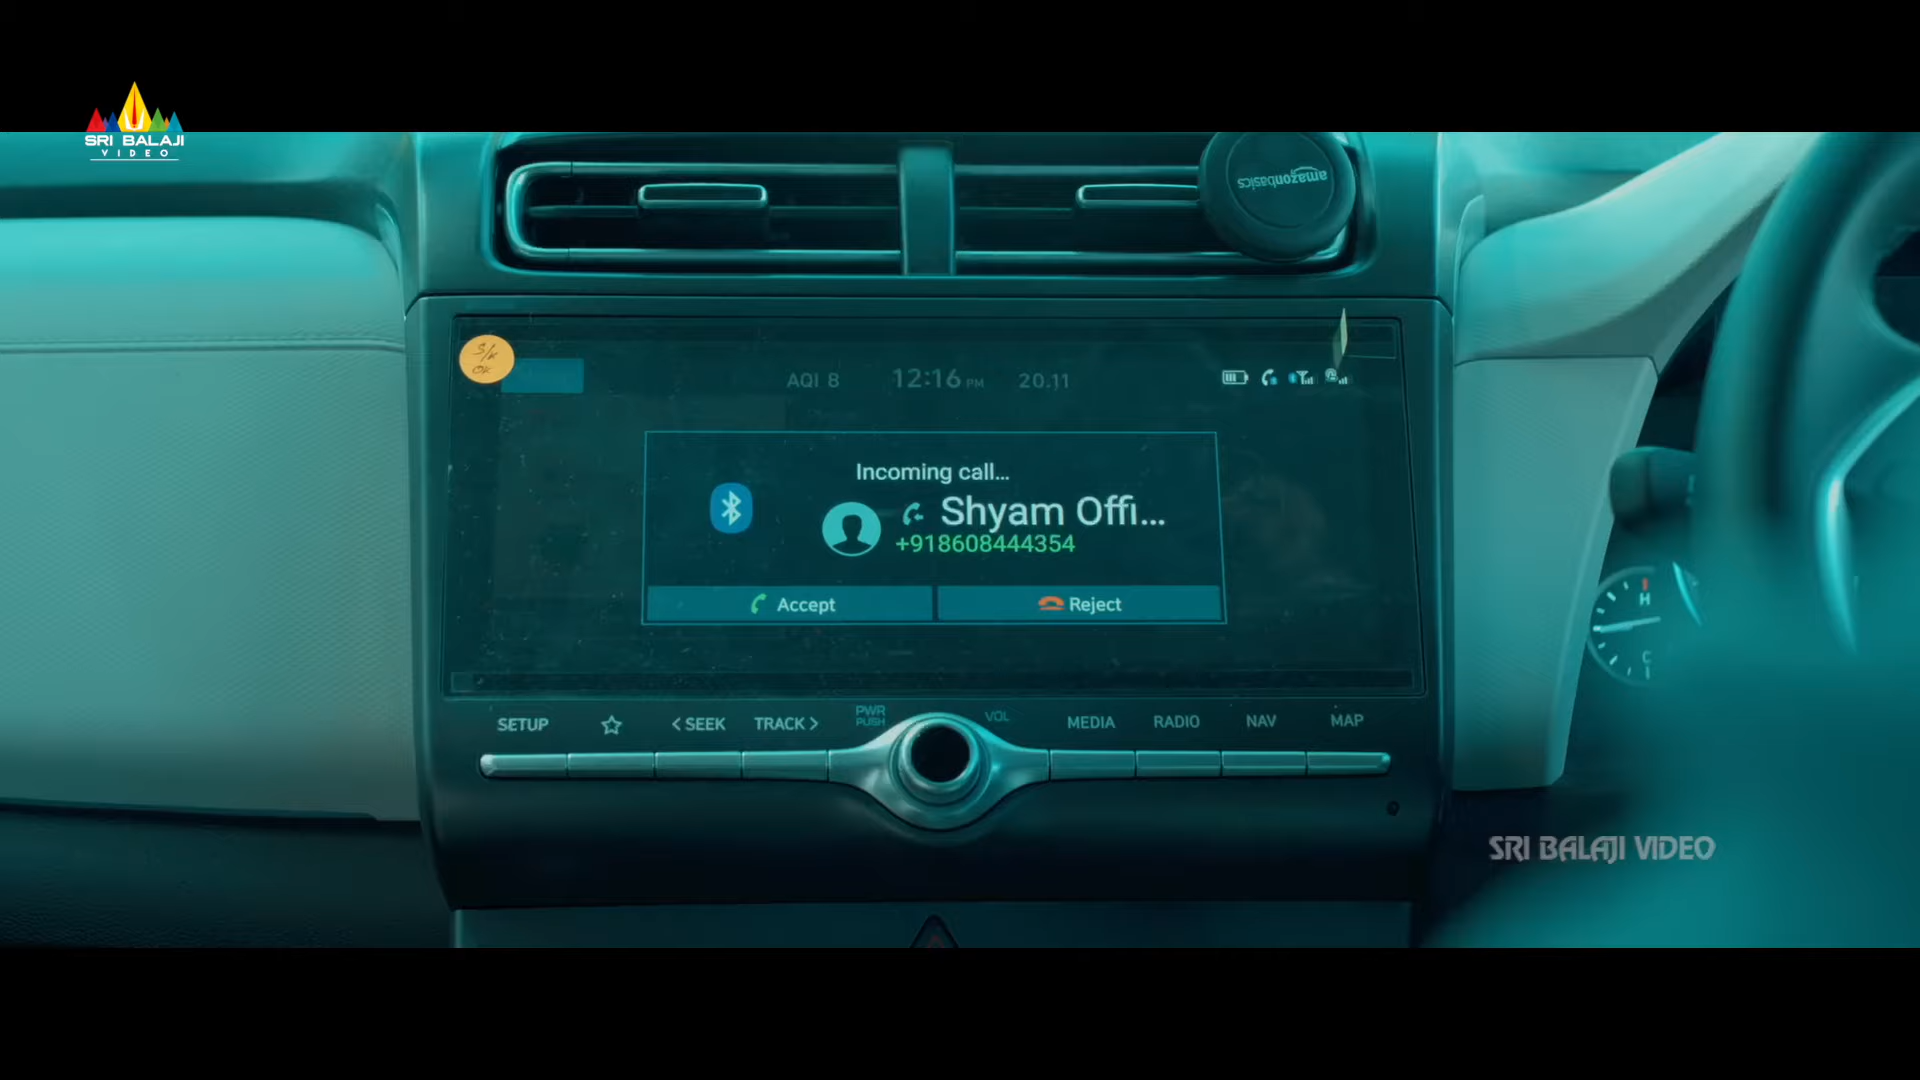 SRI BALAJI
VIDEO
amazonbasics
S/K
OK
AQI 8
12:16 PM
20.11
Incoming call...
Shyam Offi...
+918608444354
Accept
Reject
SETUP
< SEEK
TRACK >
PWR
PUSH
VOL
MEDIA
RADIO
NAV
MAP
H
C
SRI BALAJI VIDEO